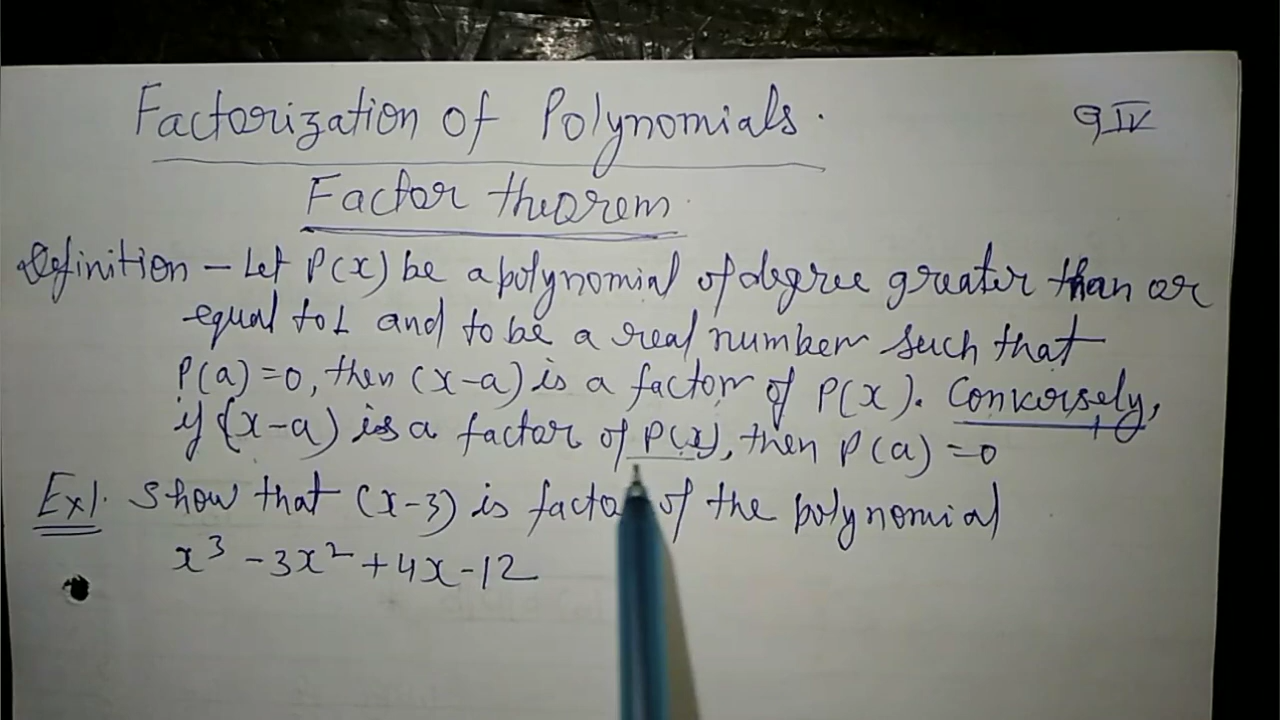 Factorization of Polynomials.
9 IV
Factor theorem
Definition – Let P(x) be a polynomial of degree greater than or
equal to 1 and to be a real number such that
P(a) = 0, then (x-a) is a factor of P(x). Conversely,
if (x-a) is a factor of P(x), then P(a) = 0
Ex1. Show that (x-3) is factor of the polynomial
x³ - 3x² + 4x - 12